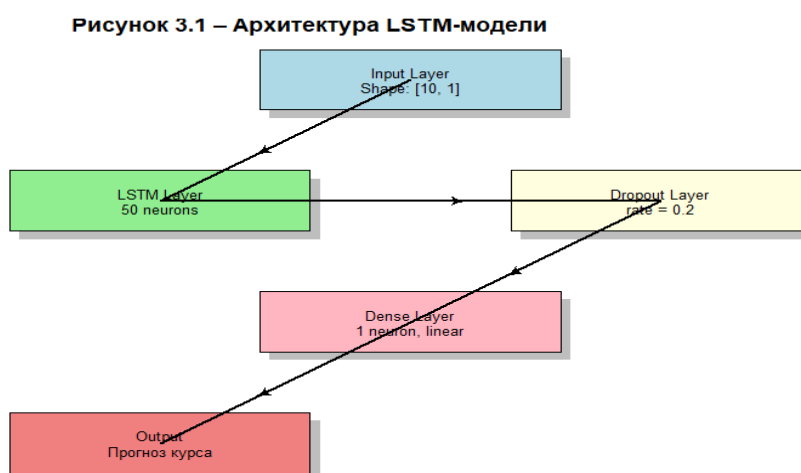 Рисунок 3.1 – Архитектура LSTM-модели
Input Layer
Shape: [10, 1]
LSTM Layer
50 neurons
Dropout Layer
rate = 0.2
Dense Layer
1 neuron, linear
Output
Прогноз курса